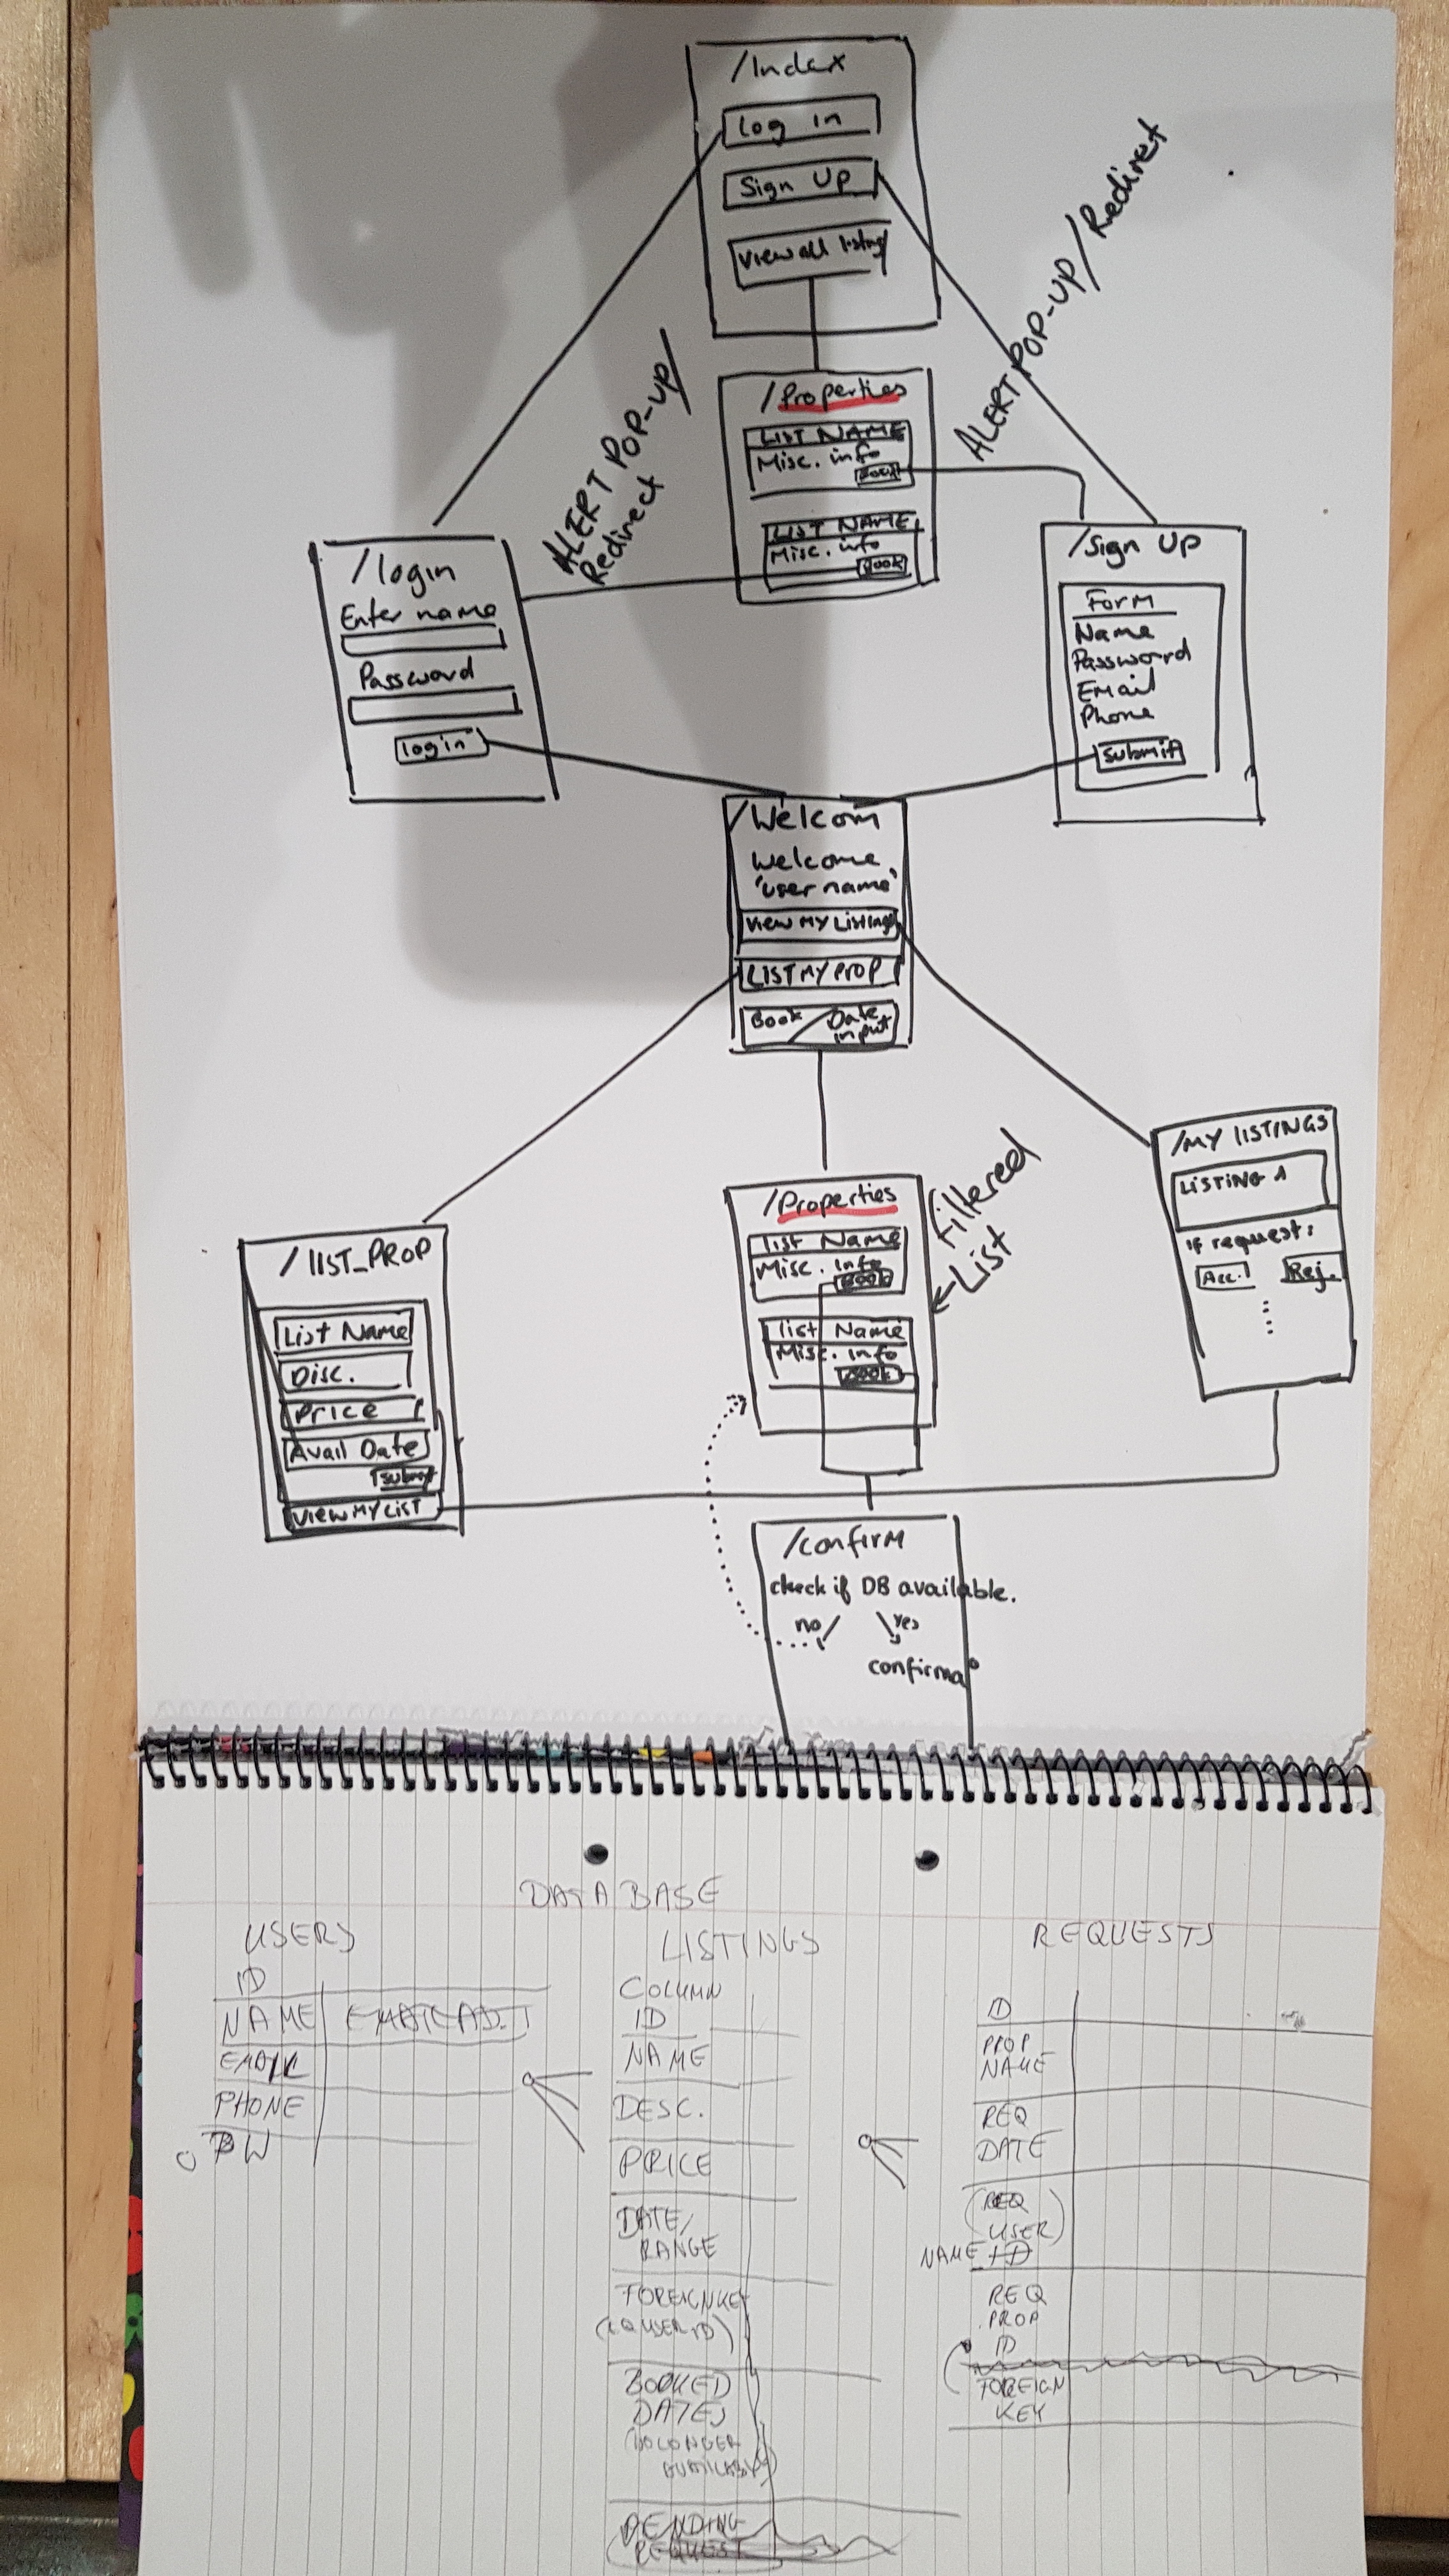 /Index
Log in
Sign Up
View all listing
ALERT POP-UP/Redirect
ALERT POP-UP/
Redirect
/Properties
LIST NAME
Misc. info
Book
LIST NAME
Misc. info
Book
/login
Enter name
Password
login
/Sign UP
Form
Name
Password
Email
Phone
Submit
/Welcom
Welcome
'user name'
View MY Listings
LIST MY PROP
Book / Date
input
/MY LISTINGS
LISTING 1
If request:
Acc.
Rej.
/Properties
list Name
Misc. info
Book
list Name
Misc. info
Book
Filtered
List
/LIST_PROP
List Name
Disc.
Price
Avail Date
Submit
View MY LIST
/confirm
check if DB available.
no/ \yes
confirma
DATABASE
USERS
ID
NAME
EMAIL
PHONE
PW
LISTINGS
COLUMN
ID
NAME
DESC.
PRICE
DATE/
RANGE
FOREIGN KEY
USER ID)
BOOKED
DATES
(NO LONGER
AVAILABLE)
PENDING
REQUEST
REQUESTS
ID
PROP
NAME
REQ
DATE
(REQ
USER)
NAME ID
REQ
PROP
ID
FOREIGN
KEY